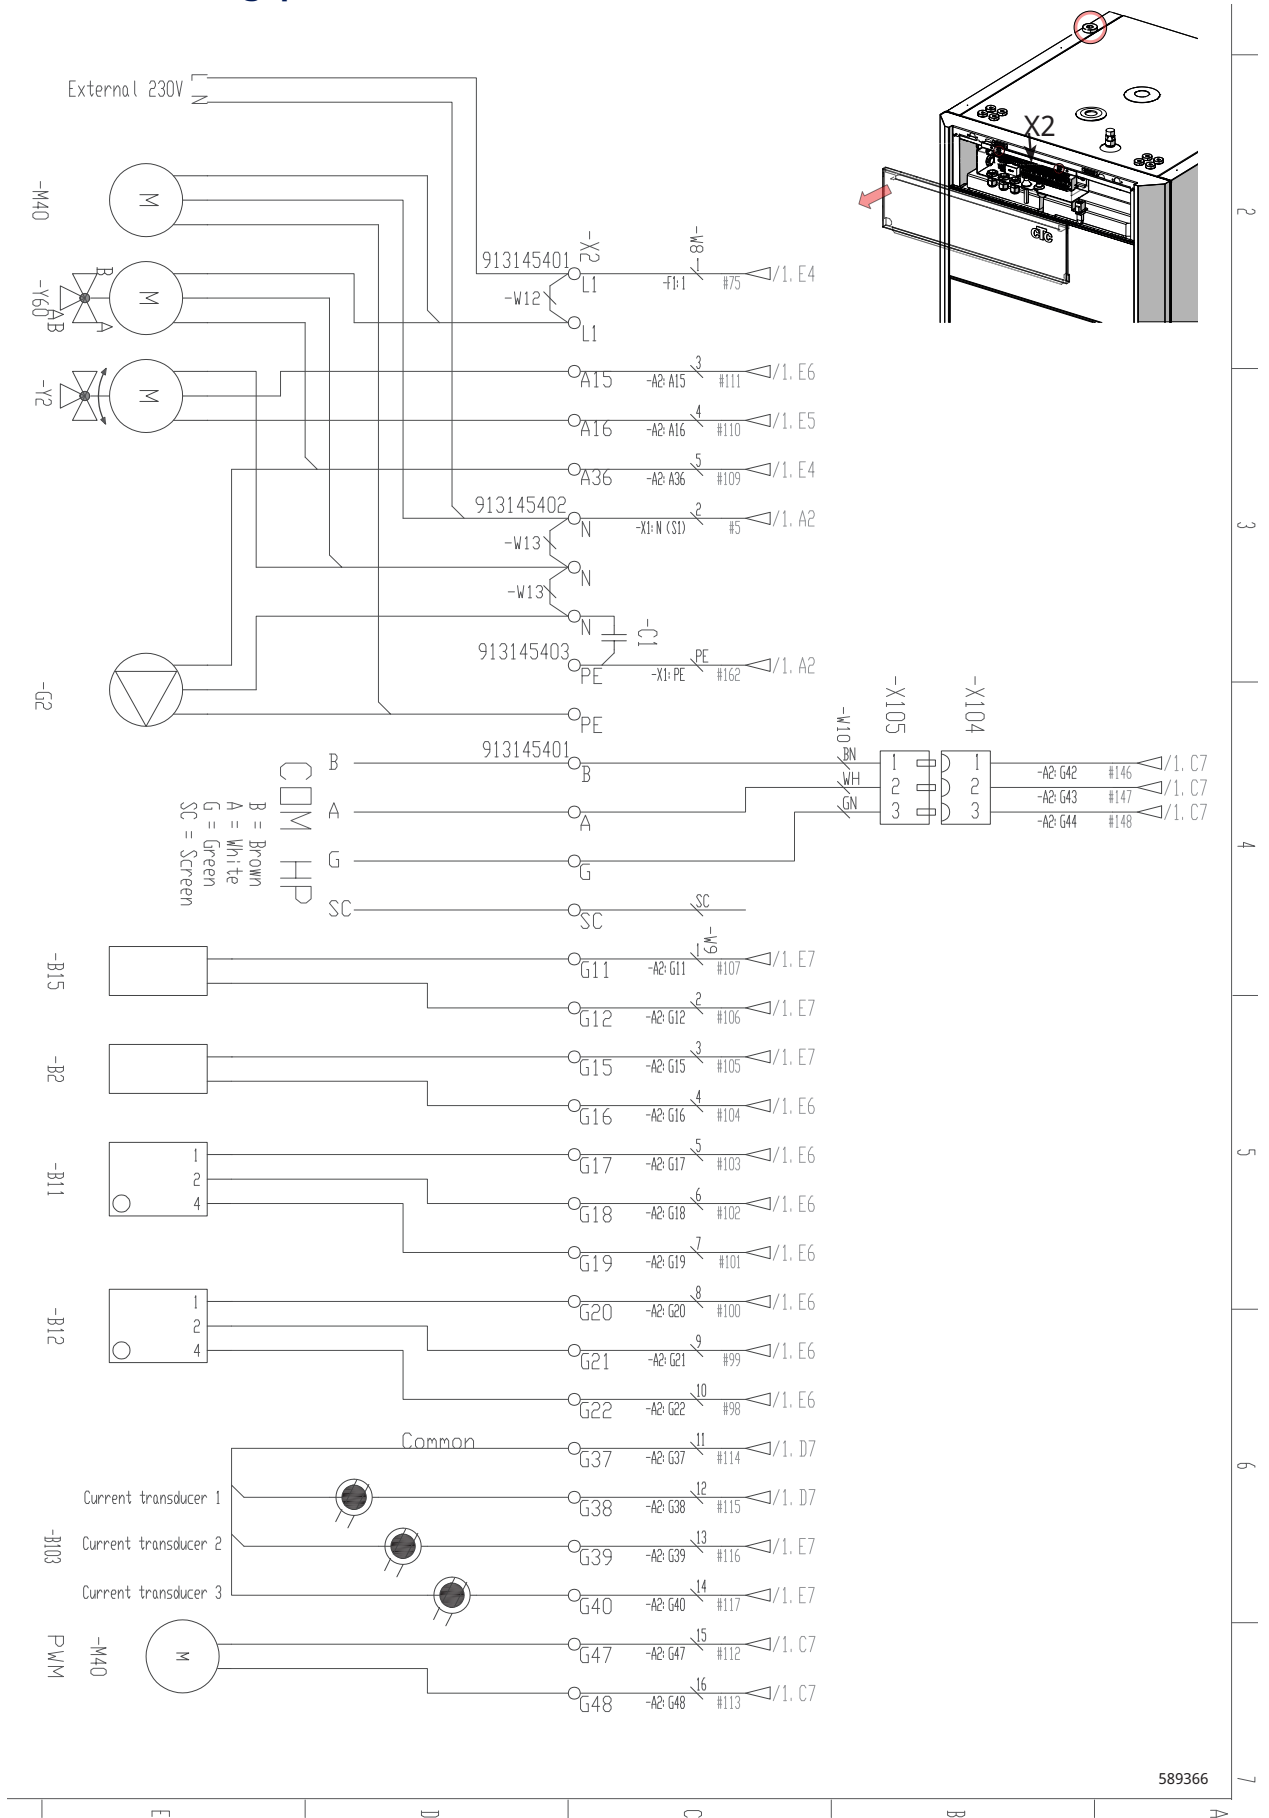 External 230V
L
N
X2
CTC
2
-M40
M
-X2
-W8
913145401
L1
1
-F1:1
#75
/1.E4
-Y60
B
A
AB
M
-W12
L1
-Y2
M
A15
3
-A2:A15
#111
/1.E6
A16
4
-A2:A16
#110
/1.E5
A36
5
-A2:A36
#109
/1.E4
913145402
N
2
-X1:N (S1)
#5
/1.A2
3
-W13
N
-W13
N
-C1
913145403
PE
PE
-X1:PE
#162
/1.A2
-G2
PE
-W10
-X105
-X104
913145401
B
B
BN
1
1
-A2:G42
#146
/1.C7
WH
2
2
-A2:G43
#147
/1.C7
A
A
GN
3
3
-A2:G44
#148
/1.C7
COM HP
B = Brown
A = White
G = Green
SC = Screen
4
G
G
SC
SC
SC
-W9
-B15
G11
1
-A2:G11
#107
/1.E7
G12
2
-A2:G12
#106
/1.E7
-B2
G15
3
-A2:G15
#105
/1.E7
G16
4
-A2:G16
#104
/1.E6
5
-B11
1
2
4
G17
5
-A2:G17
#103
/1.E6
G18
6
-A2:G18
#102
/1.E6
G19
7
-A2:G19
#101
/1.E6
-B12
1
2
4
G20
8
-A2:G20
#100
/1.E6
G21
9
-A2:G21
#99
/1.E6
G22
10
-A2:G22
#98
/1.E6
Common
G37
11
-A2:G37
#114
/1.D7
6
-B103
Current transducer 1
G38
12
-A2:G38
#115
/1.D7
Current transducer 2
G39
13
-A2:G39
#116
/1.E7
Current transducer 3
G40
14
-A2:G40
#117
/1.E7
PWM
-M40
M
G47
15
-A2:G47
#112
/1.C7
G48
16
-A2:G48
#113
/1.C7
589366
7
E
D
C
B
A